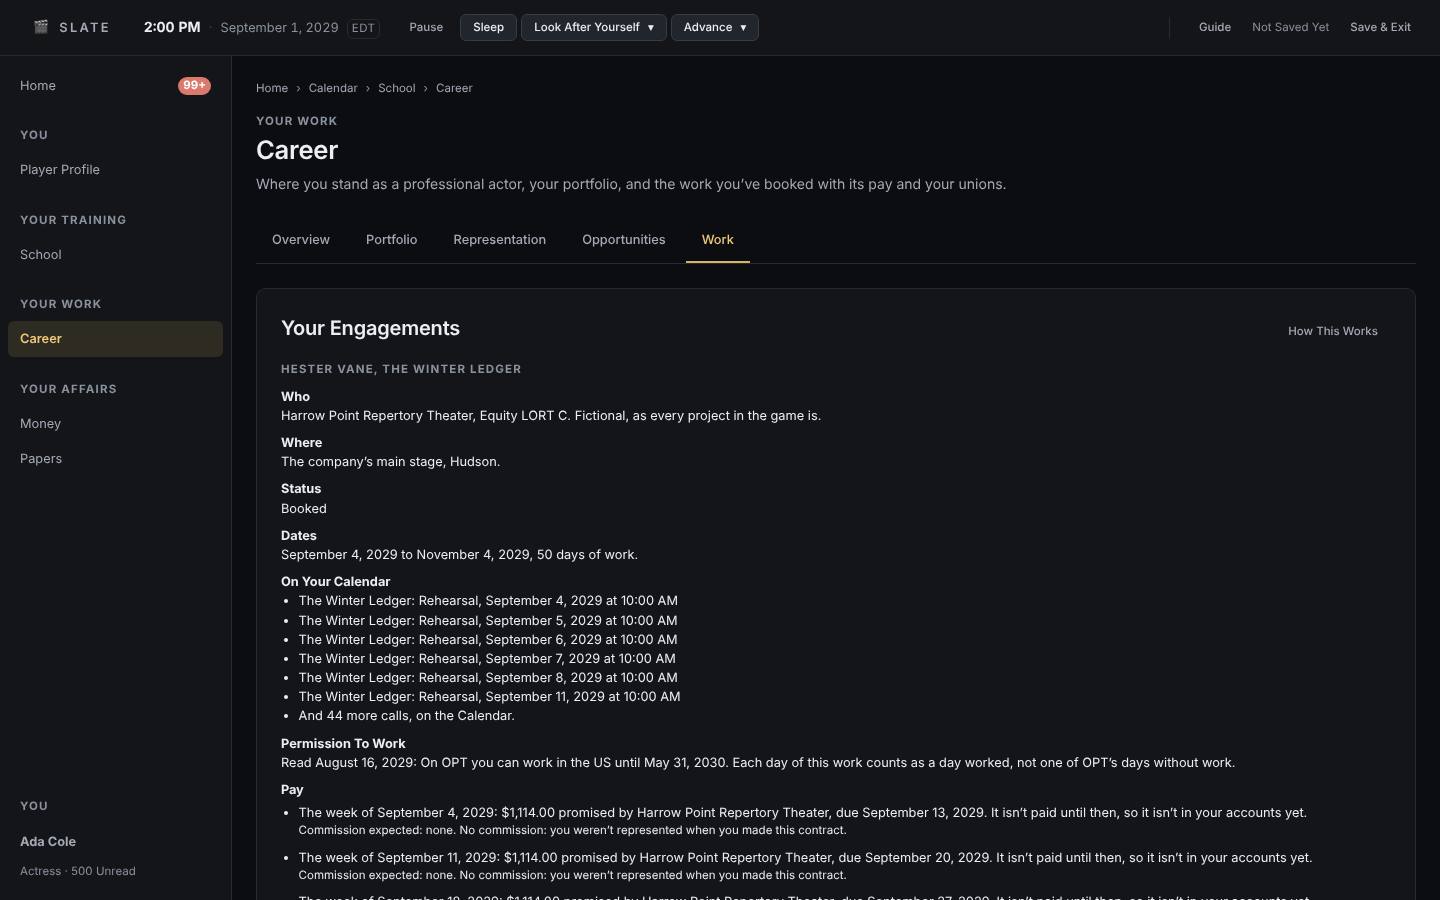 SLATE
2:00 PM · September 1, 2029 EDT
Pause
Sleep
Look After Yourself ▾
Advance ▾
Guide
Not Saved Yet
Save & Exit
Home
99+
YOU
Player Profile
YOUR TRAINING
School
YOUR WORK
Career
YOUR AFFAIRS
Money
Papers
YOU
Ada Cole
Actress · 500 Unread
Home › Calendar › School › Career
YOUR WORK
Career
Where you stand as a professional actor, your portfolio, and the work you’ve booked with its pay and your unions.
Overview
Portfolio
Representation
Opportunities
Work
Your Engagements
How This Works
HESTER VANE, THE WINTER LEDGER
Who
Harrow Point Repertory Theater, Equity LORT C. Fictional, as every project in the game is.
Where
The company’s main stage, Hudson.
Status
Booked
Dates
September 4, 2029 to November 4, 2029, 50 days of work.
On Your Calendar
• The Winter Ledger: Rehearsal, September 4, 2029 at 10:00 AM
• The Winter Ledger: Rehearsal, September 5, 2029 at 10:00 AM
• The Winter Ledger: Rehearsal, September 6, 2029 at 10:00 AM
• The Winter Ledger: Rehearsal, September 7, 2029 at 10:00 AM
• The Winter Ledger: Rehearsal, September 8, 2029 at 10:00 AM
• The Winter Ledger: Rehearsal, September 11, 2029 at 10:00 AM
• And 44 more calls, on the Calendar.
Permission To Work
Read August 16, 2029: On OPT you can work in the US until May 31, 2030. Each day of this work counts as a day worked, not one of OPT’s days without work.
Pay
• The week of September 4, 2029: $1,114.00 promised by Harrow Point Repertory Theater, due September 13, 2029. It isn’t paid until then, so it isn’t in your accounts yet.
Commission expected: none. No commission: you weren’t represented when you made this contract.
• The week of September 11, 2029: $1,114.00 promised by Harrow Point Repertory Theater, due September 20, 2029. It isn’t paid until then, so it isn’t in your accounts yet.
Commission expected: none. No commission: you weren’t represented when you made this contract.